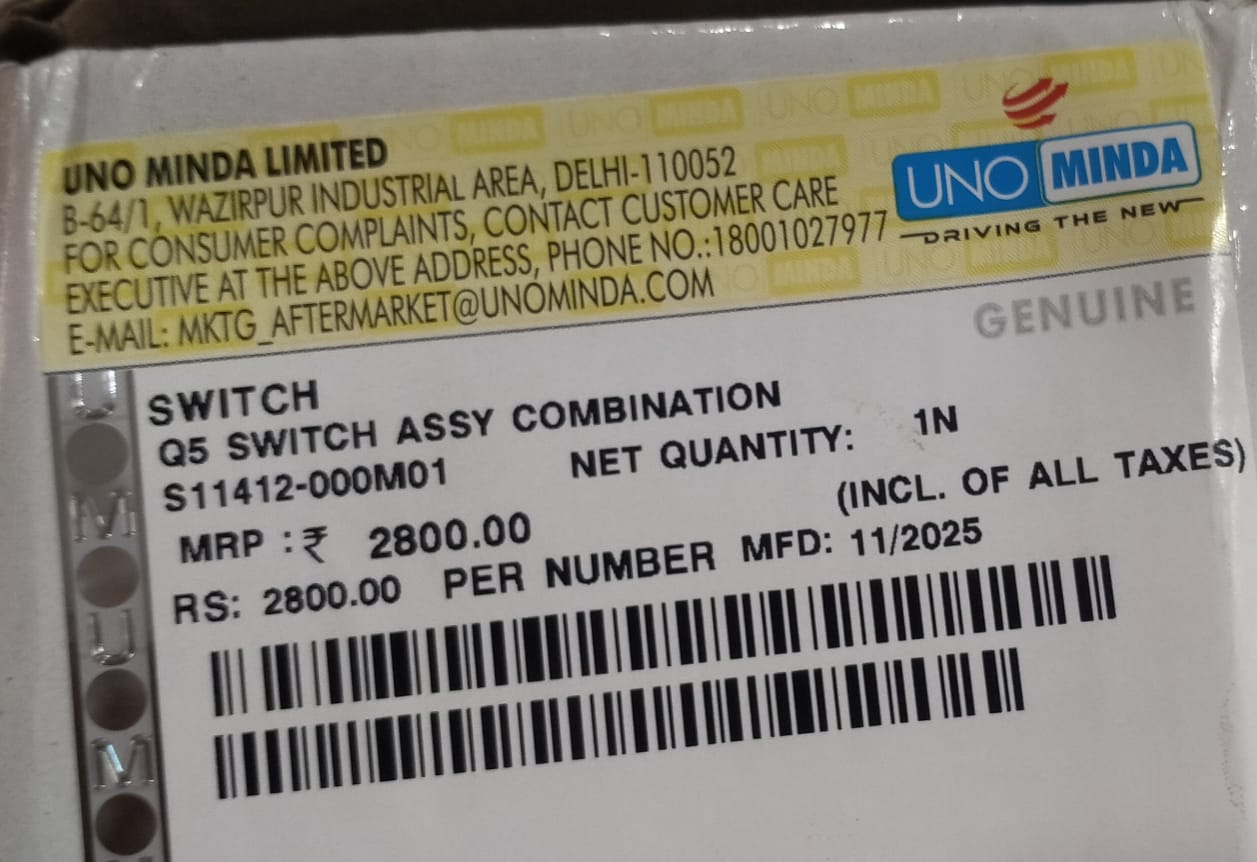 UNO MINDA LIMITED
B-64/1, WAZIRPUR INDUSTRIAL AREA, DELHI-110052
FOR CONSUMER COMPLAINTS, CONTACT CUSTOMER CARE
EXECUTIVE AT THE ABOVE ADDRESS, PHONE NO.:18001027977
E-MAIL: MKTG_AFTERMARKET@UNOMINDA.COM
UNO MINDA
DRIVING THE NEW
GENUINE
SWITCH
Q5 SWITCH ASSY COMBINATION
S11412-000M01 NET QUANTITY: 1N
MRP : ₹ 2800.00 (INCL. OF ALL TAXES)
RS: 2800.00 PER NUMBER MFD: 11/2025
U
M
U
M